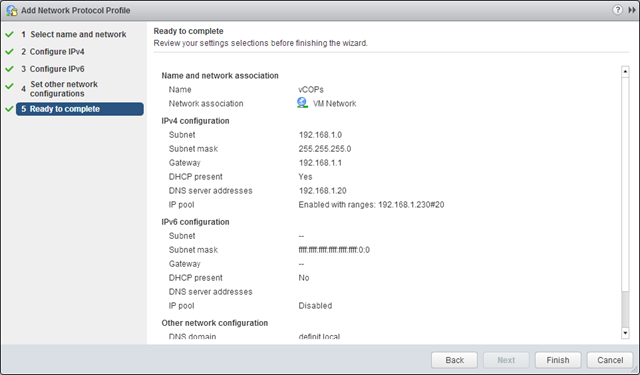 Add Network Protocol Profile
1 Select name and network
2 Configure IPv4
3 Configure IPv6
4 Set other network configurations
5 Ready to complete
Ready to complete
Review your settings selections before finishing the wizard.
Name and network association
Name vCOPs
Network association VM Network
IPv4 configuration
Subnet 192.168.1.0
Subnet mask 255.255.255.0
Gateway 192.168.1.1
DHCP present Yes
DNS server addresses 192.168.1.20
IP pool Enabled with ranges: 192.168.1.230#20
IPv6 configuration
Subnet --
Subnet mask ffff:ffff:ffff:ffff:ffff:ffff:0:0
Gateway --
DHCP present No
DNS server addresses
IP pool Disabled
Other network configuration
DNS domain definit.local
Back Next Finish Cancel